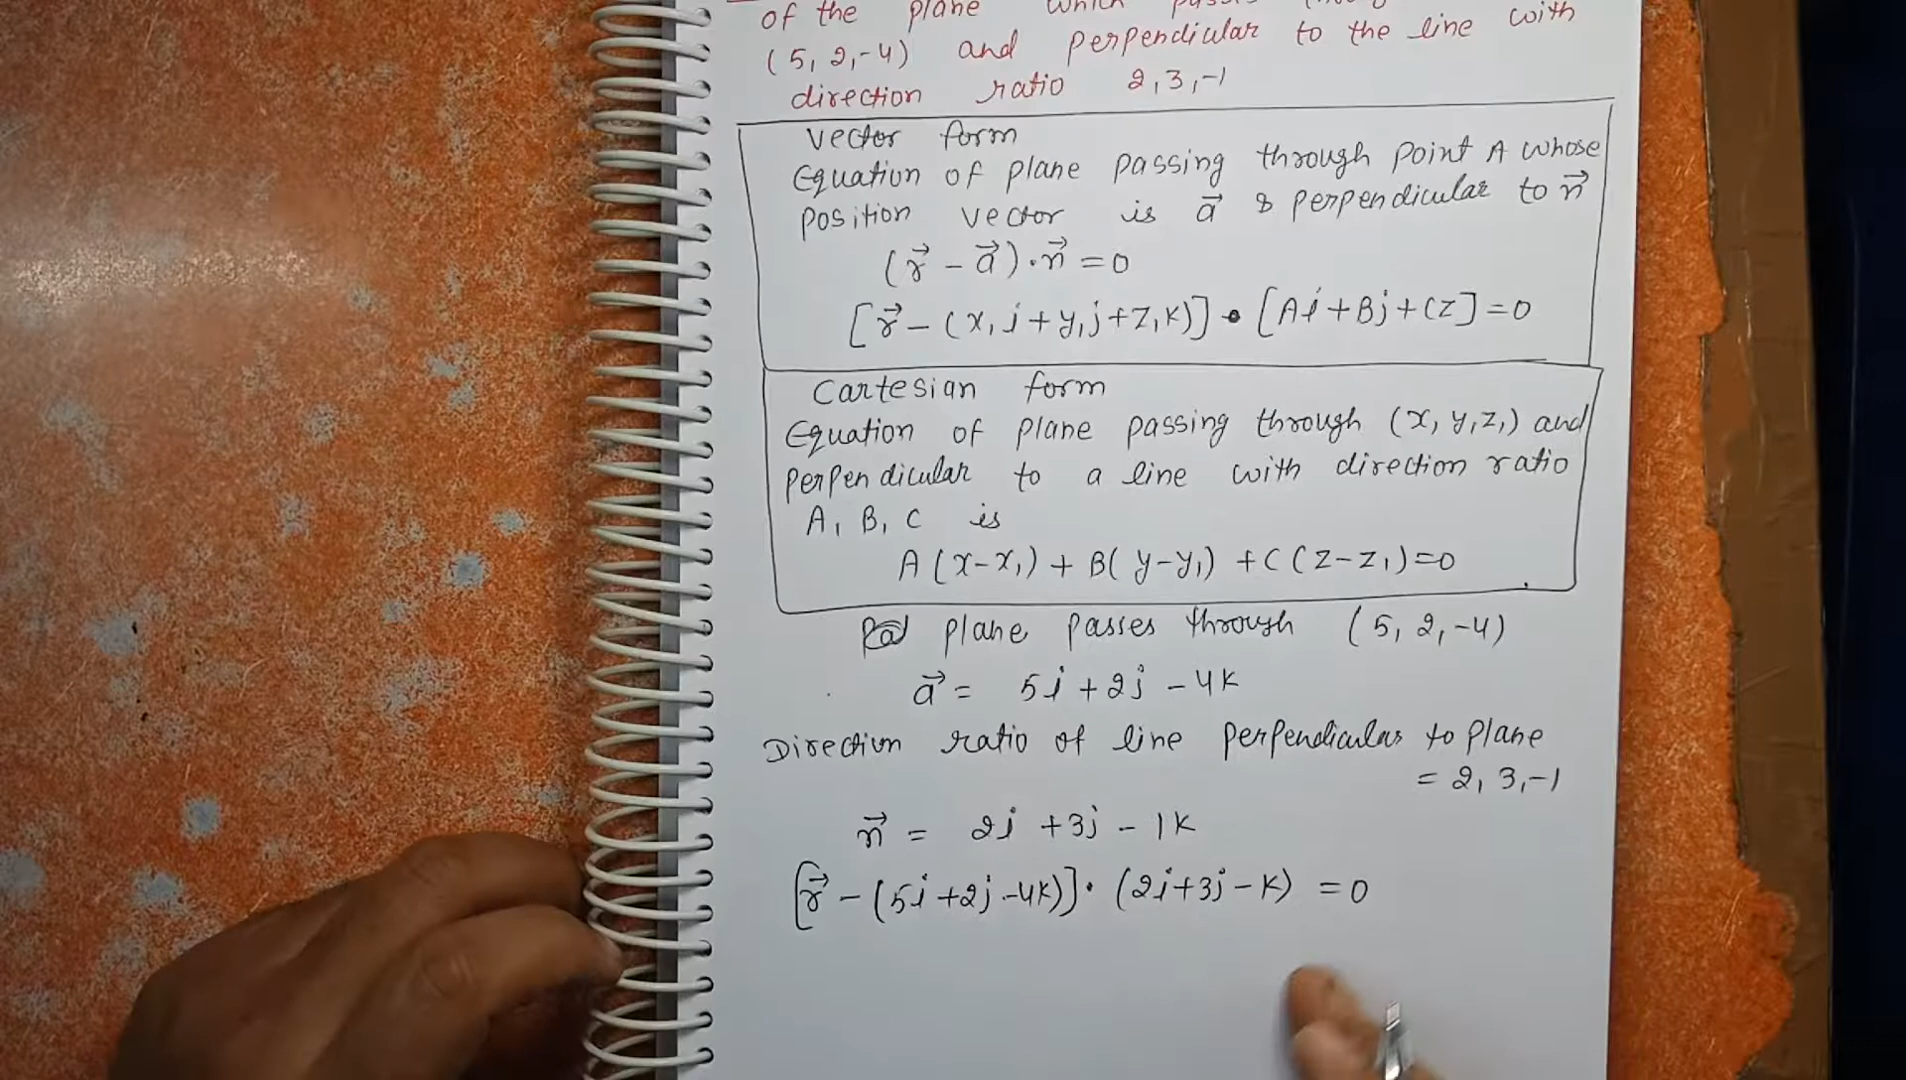 of the plane which
(5, 2, -4) and perpendicular to the line with
direction ratio 2, 3, -1
Vector form
Equation of plane passing through point A whose
position vector is a⃗ & perpendicular to n⃗
(r⃗ - a⃗)·n⃗ = 0
[r⃗ - (x₁i + y₁j + z₁k)] • [Ai + Bj + CZ] = 0
Cartesian form
Equation of plane passing through (x, y, z₁) and
perpendicular to a line with direction ratio
A, B, C is
A(x-x₁) + B(y-y₁) + C(z-z₁)=0
plane passes through (5, 2, -4)
a⃗ = 5i + 2j - 4k
Direction ratio of line perpendicular to plane
= 2, 3, -1
n⃗ = 2i + 3j - 1k
[r⃗ - (5i + 2j - 4k)]· (2i + 3j - k) = 0